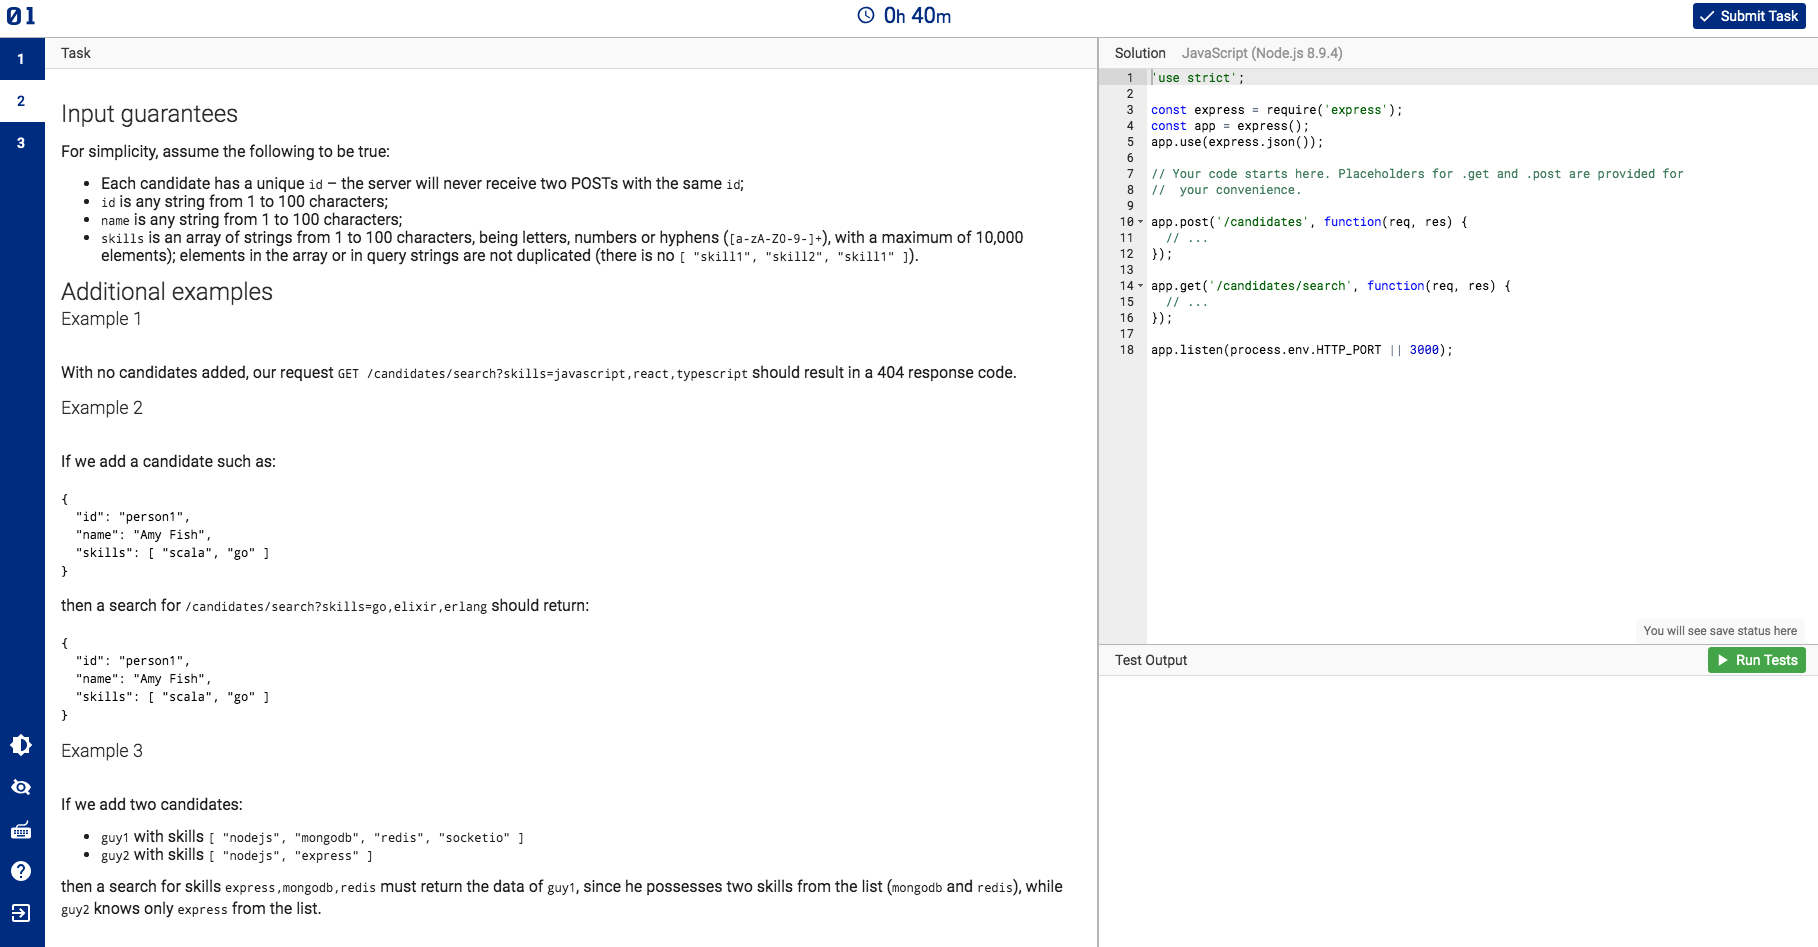 01
0h 40m
Submit Task
1
2
3
Task
Input guarantees
For simplicity, assume the following to be true:
• Each candidate has a unique id – the server will never receive two POSTs with the same id;
• id is any string from 1 to 100 characters;
• name is any string from 1 to 100 characters;
• skills is an array of strings from 1 to 100 characters, being letters, numbers or hyphens ([a-zA-Z0-9-]+), with a maximum of 10,000
elements); elements in the array or in query strings are not duplicated (there is no [ "skill1", "skill2", "skill1" ]).
Additional examples
Example 1
With no candidates added, our request GET /candidates/search?skills=javascript,react,typescript should result in a 404 response code.
Example 2
If we add a candidate such as:
{
"id": "person1",
"name": "Amy Fish",
"skills": [ "scala", "go" ]
}
then a search for /candidates/search?skills=go,elixir,erlang should return:
{
"id": "person1",
"name": "Amy Fish",
"skills": [ "scala", "go" ]
}
Example 3
If we add two candidates:
• guy1 with skills [ "nodejs", "mongodb", "redis", "socketio" ]
• guy2 with skills [ "nodejs", "express" ]
then a search for skills express,mongodb,redis must return the data of guy1, since he possesses two skills from the list (mongodb and redis), while
guy2 knows only express from the list.
Solution JavaScript (Node.js 8.9.4)
1 'use strict';
2
3 const express = require('express');
4 const app = express();
5 app.use(express.json());
6
7 // Your code starts here. Placeholders for .get and .post are provided for
8 //  your convenience.
9
10 app.post('/candidates', function(req, res) {
11 // ...
12 });
13
14 app.get('/candidates/search', function(req, res) {
15 // ...
16 });
17
18 app.listen(process.env.HTTP_PORT || 3000);
You will see save status here
Test Output
Run Tests